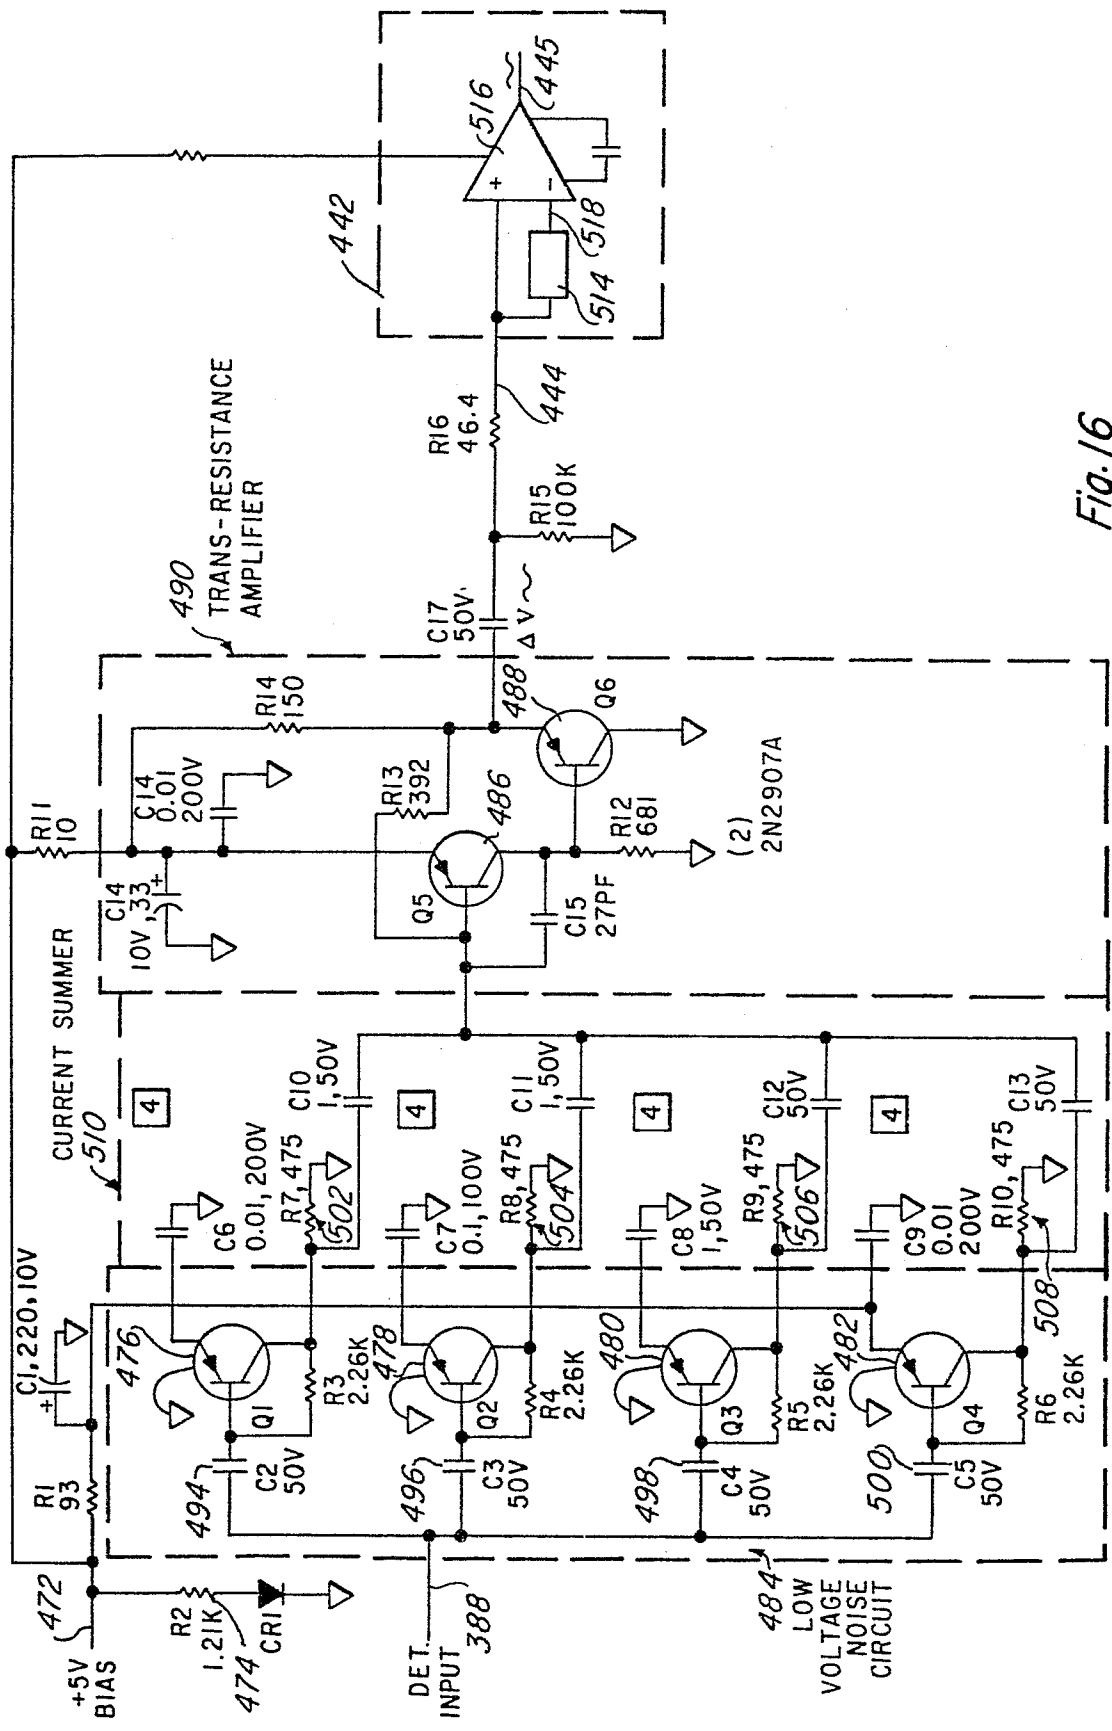 +5V
BIAS
472
R1
93
C1,220,10V
+
R2
1.21K
474
CR1
DET.
INPUT
388
484
LOW
VOLTAGE
NOISE
CIRCUIT
494
C2
50V
Q1
476
R3
2.26K
496
C3
50V
Q2
478
R4
2.26K
498
C4
50V
Q3
480
R5
2.26K
500
C5
50V
Q4
482
R6
2.26K
CURRENT SUMMER
510
4
C6
0.01, 200V
R7, 475
502
C10
1,50V
4
C7
0.1, 100V
R8, 475
504
C11
1,50V
4
C8
1,50V
R9, 475
506
C12
50V
4
C9
0.01
200V
R10, 475
508
C13
50V
R11
10
C14
10V,33
+
C14
0.01
200V
R14
150
R13
392
Q5
486
C15
27PF
R12
681
488
Q6
(2)
2N2907A
490
TRANS-RESISTANCE
AMPLIFIER
C17
50V
Δ V ~
R15
100K
R16
46.4
444
442
516
+
−
518
514
~
445
Fig. 16